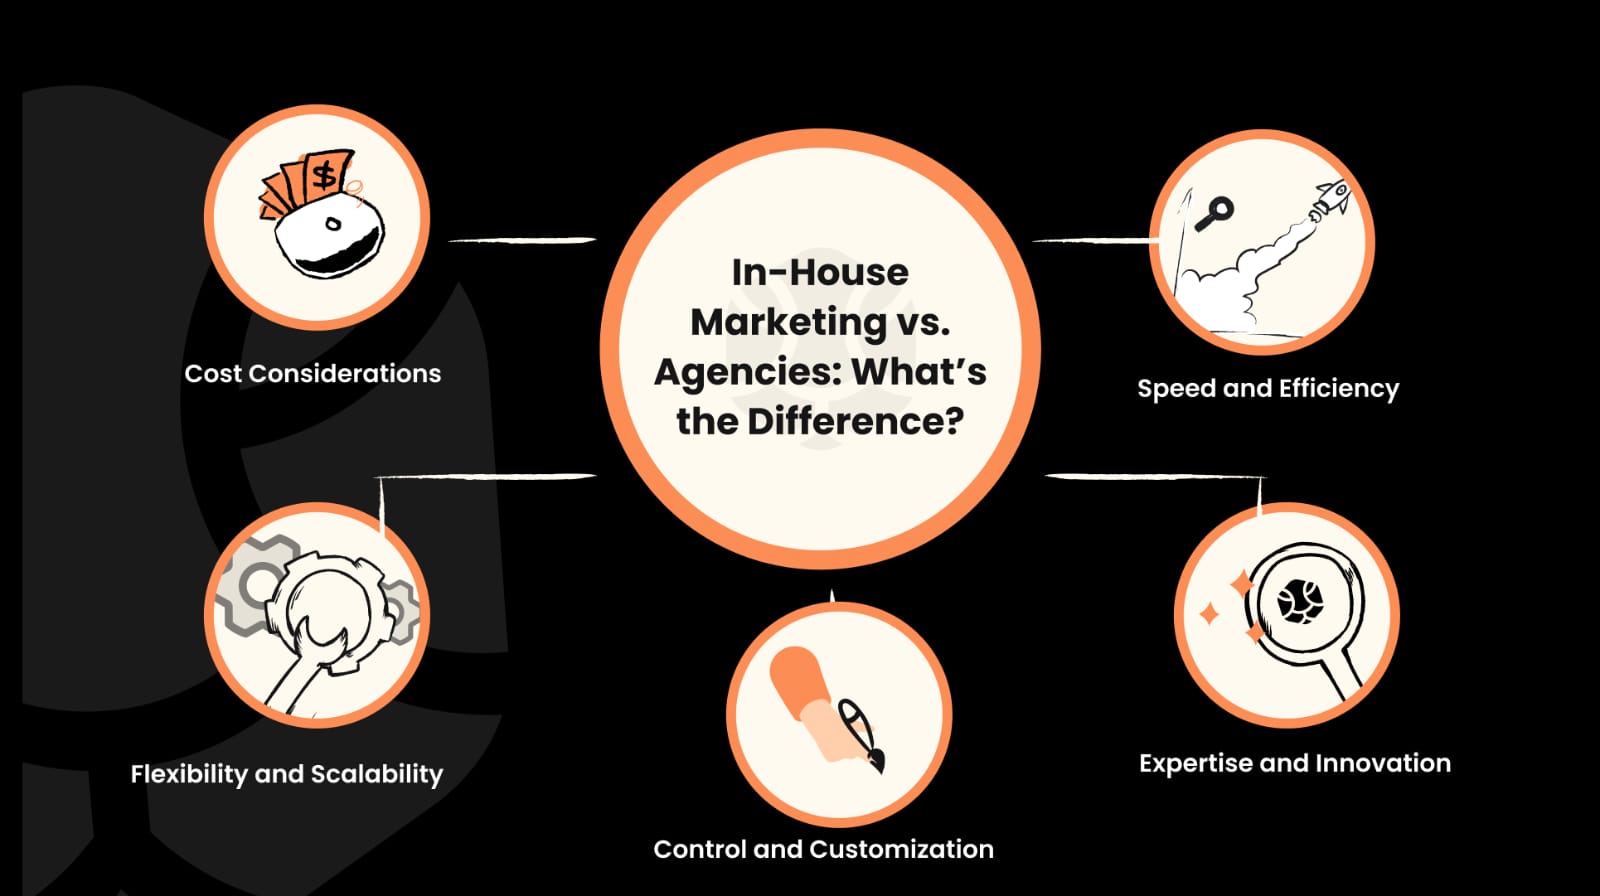 In-House
Marketing vs.
Agencies: What’s
the Difference?
$
Cost Considerations
Speed and Efficiency
Flexibility and Scalability
Expertise and Innovation
Control and Customization